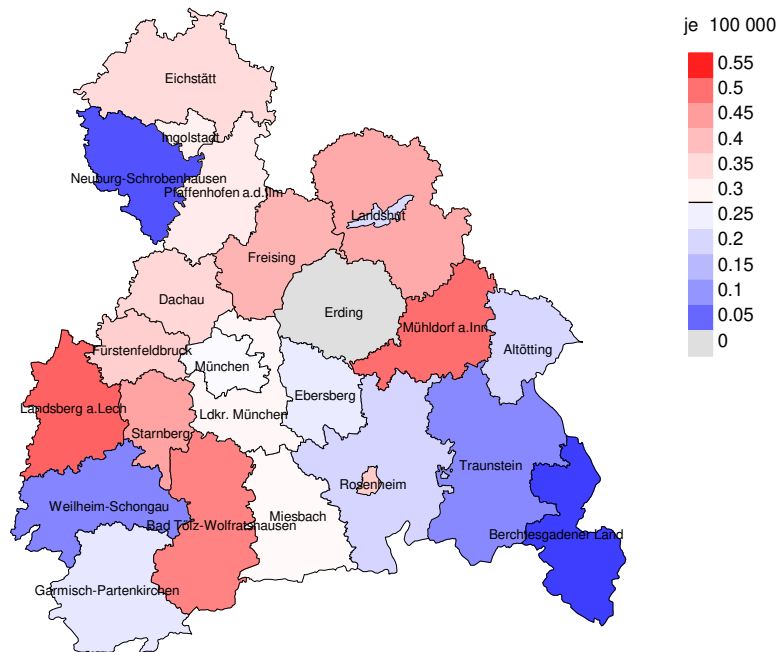 je 100 000
0.55
0.5
0.45
0.4
0.35
0.3
0.25
0.2
0.15
0.1
0.05
0
Eichstätt
Ingolstadt
Neuburg-Schrobenhausen
Pfaffenhofen a.d.Ilm
Landshut
Freising
Dachau
Erding
Mühldorf a.Inn
Altötting
Fürstenfeldbruck
München
Ebersberg
Landsberg a.Lech
Ldkr. München
Starnberg
Traunstein
Rosenheim
Weilheim-Schongau
Miesbach
Bad Tölz-Wolfratshausen
Berchtesgadener Land
Garmisch-Partenkirchen